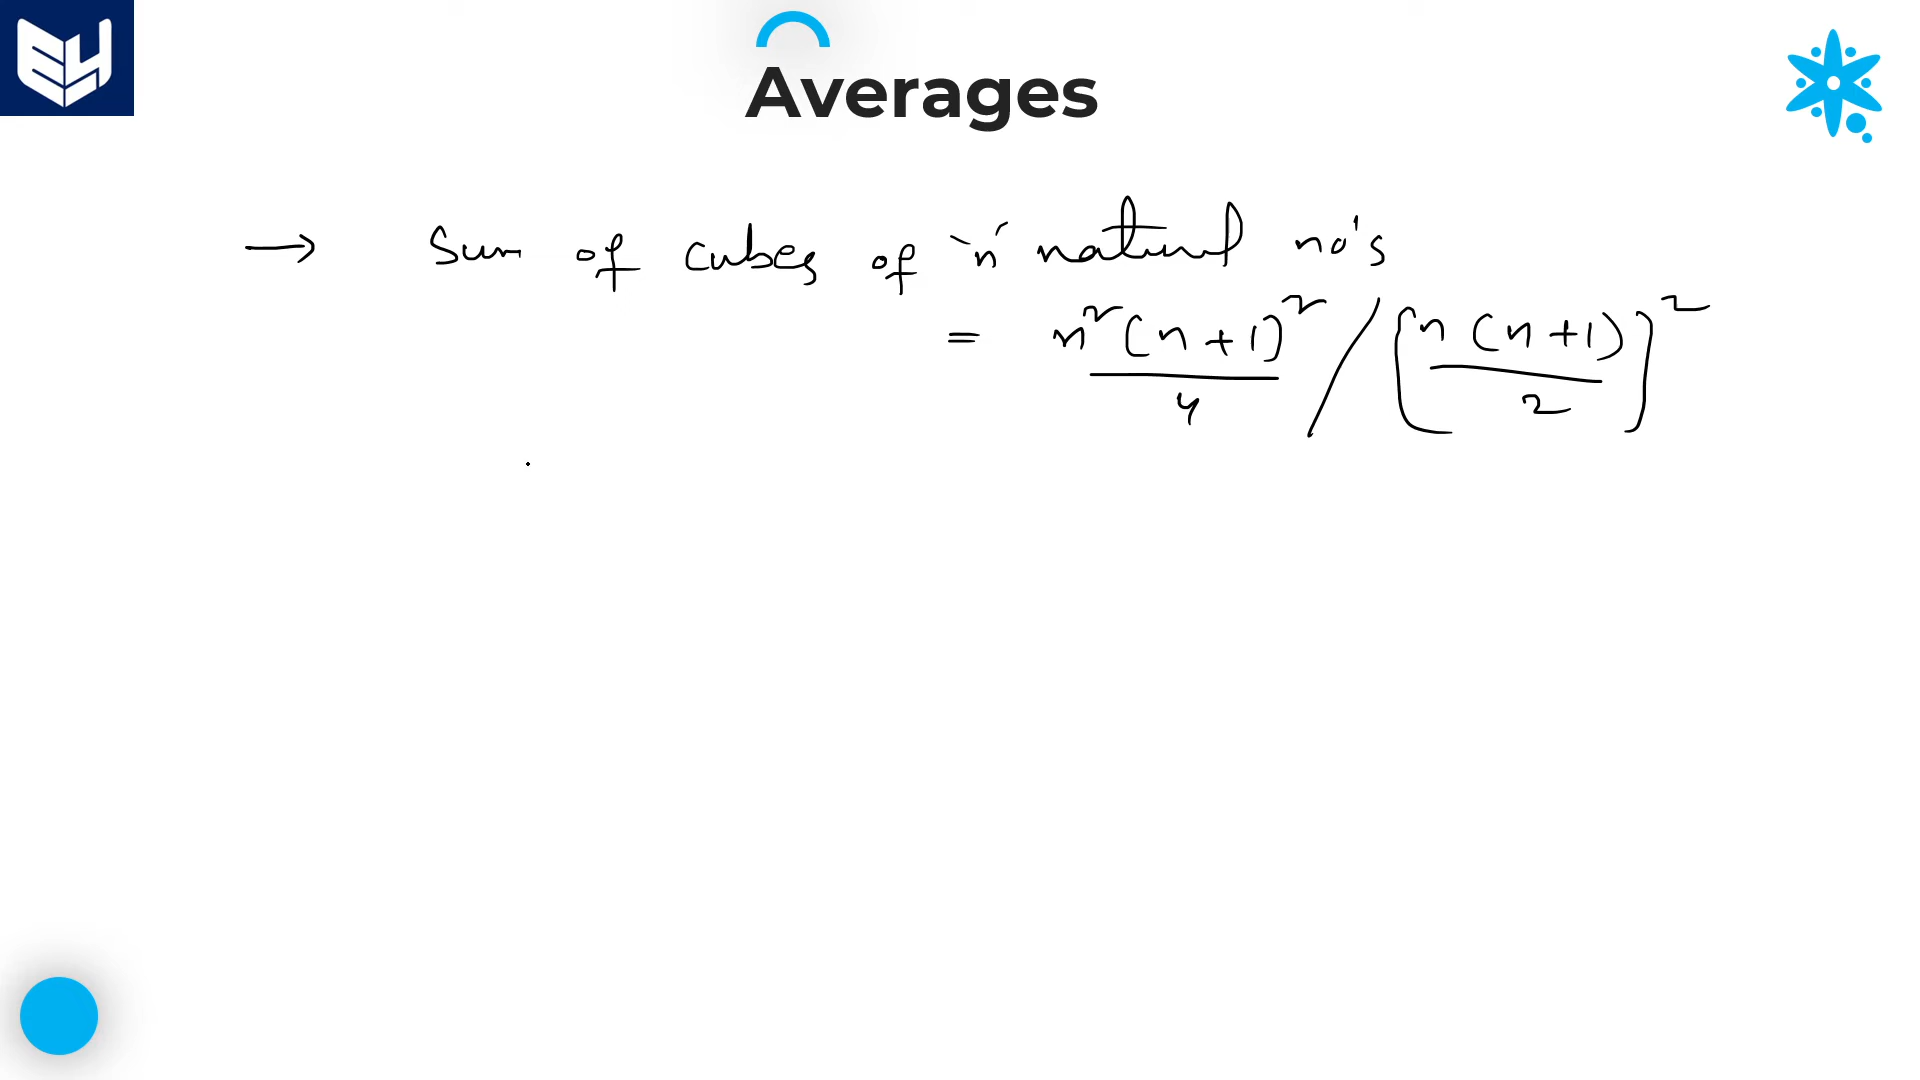 Averages
→ Sum of cubes of 'n' natural no's
= n²(n+1)²/4 / [n(n+1)/2]²